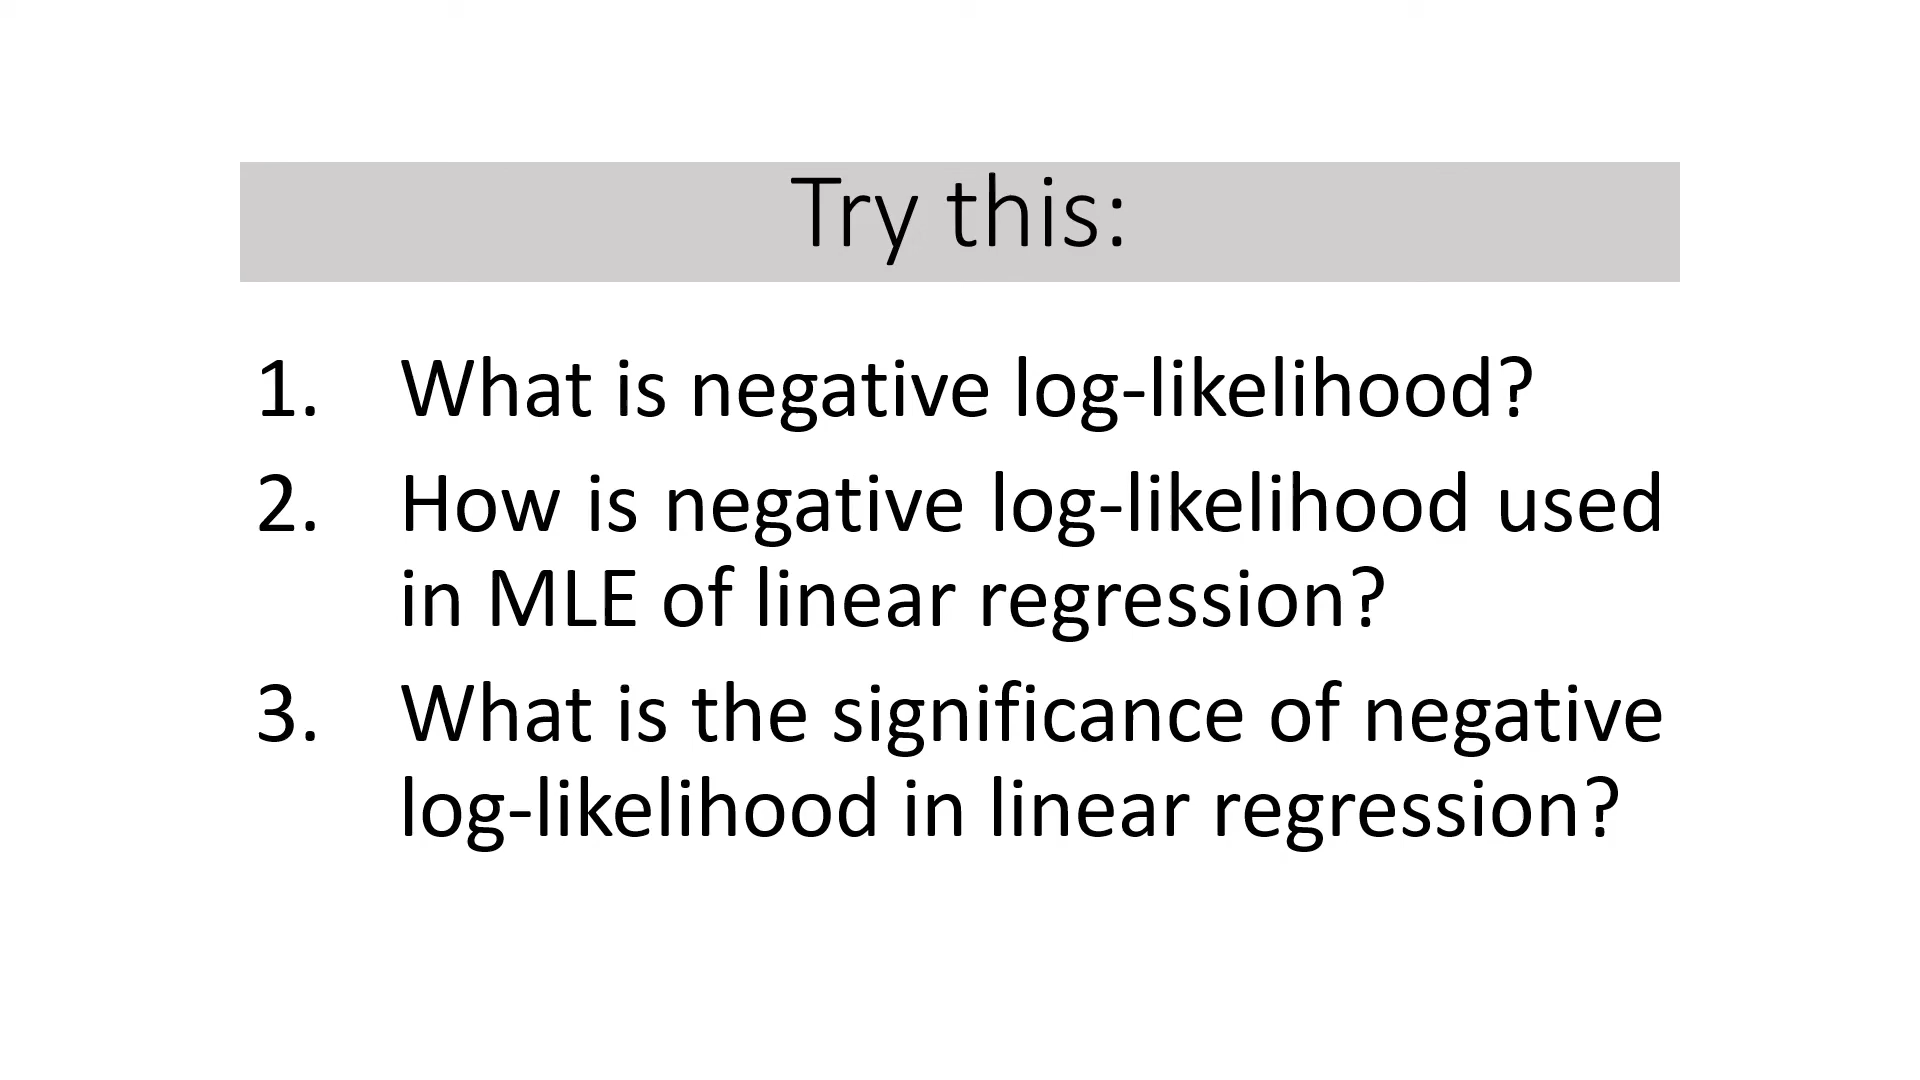 Try this:
1. What is negative log-likelihood?
2. How is negative log-likelihood used
in MLE of linear regression?
3. What is the significance of negative
log-likelihood in linear regression?